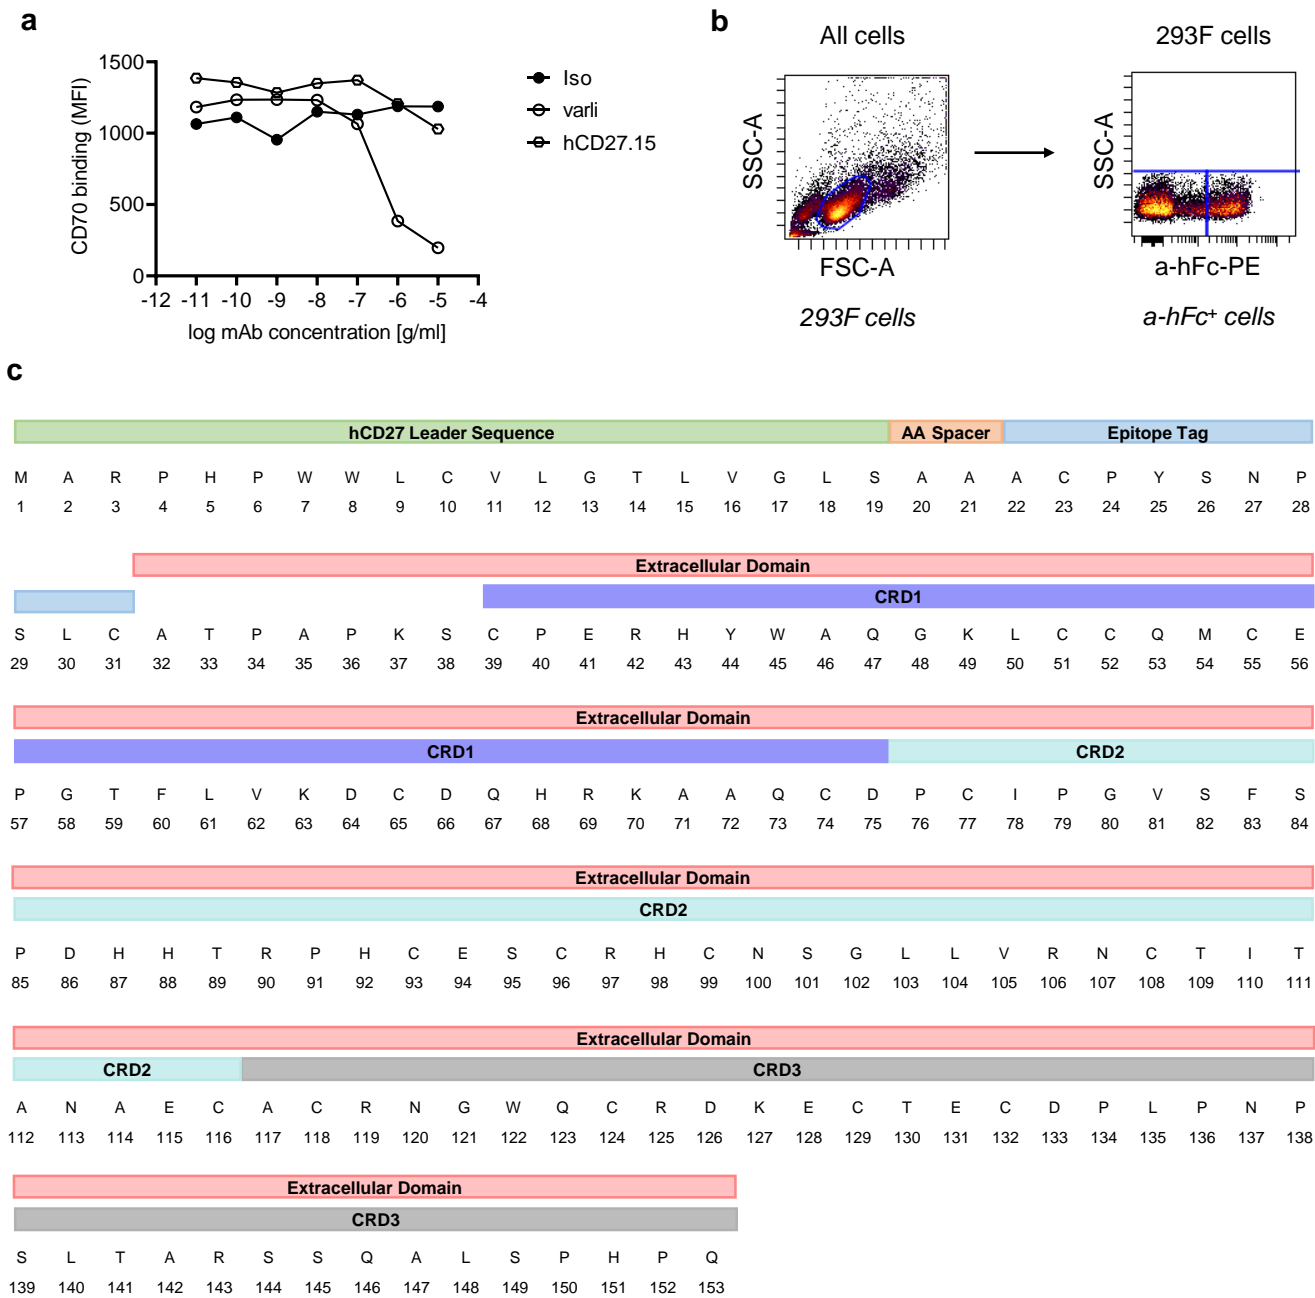 a
CD70 binding (MFI)
1500
1000
500
0
-12 -11 -10 -9 -8 -7 -6 -5 -4
log mAb concentration [g/ml]
Iso
varli
hCD27.15
b
All cells
293F cells
SSC-A
SSC-A
FSC-A
a-hFc-PE
293F cells
a-hFc+ cells
c
hCD27 Leader Sequence AA Spacer Epitope Tag
M A R P H P W W L C V L G T L V G L S A A A C P Y S N P
1 2 3 4 5 6 7 8 9 10 11 12 13 14 15 16 17 18 19 20 21 22 23 24 25 26 27 28
Extracellular Domain
CRD1
S L C A T P A P K S C P E R H Y W A Q G K L C C Q M C E
29 30 31 32 33 34 35 36 37 38 39 40 41 42 43 44 45 46 47 48 49 50 51 52 53 54 55 56
Extracellular Domain
CRD1 CRD2
P G T F L V K D C D Q H R K A A Q C D P C I P G V S F S
57 58 59 60 61 62 63 64 65 66 67 68 69 70 71 72 73 74 75 76 77 78 79 80 81 82 83 84
Extracellular Domain
CRD2
P D H H T R P H C E S C R H C N S G L L V R N C T I T
85 86 87 88 89 90 91 92 93 94 95 96 97 98 99 100 101 102 103 104 105 106 107 108 109 110 111
Extracellular Domain
CRD2 CRD3
A N A E C A C R N G W Q C R D K E C T E C D P L P N P
112 113 114 115 116 117 118 119 120 121 122 123 124 125 126 127 128 129 130 131 132 133 134 135 136 137 138
Extracellular Domain
CRD3
S L T A R S S Q A L S P H P Q
139 140 141 142 143 144 145 146 147 148 149 150 151 152 153